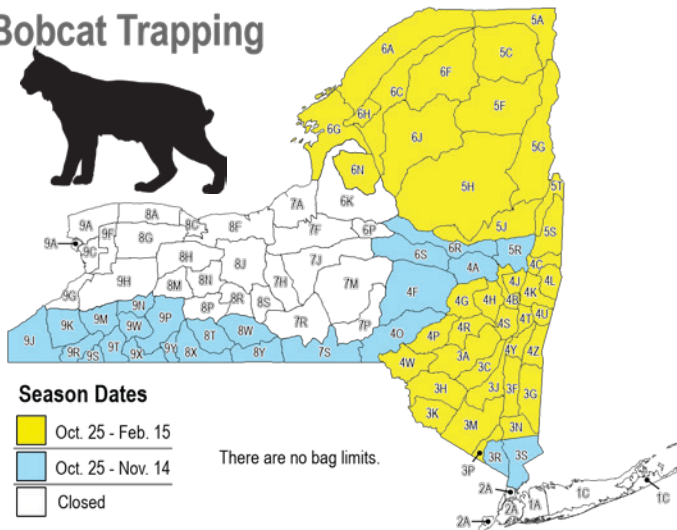 Bobcat Trapping
5A
6A
5C
6F
6C
5F
6H
6G
6J
5G
6N
5H
5T
7A
6K
9A
8A
8C
8F
7F
6P
5J
5S
9F
8G
9A
9C
6R
5R
6S
8H
8J
7J
4A
4C
9H
8M
8N
7H
7M
4F
4J
4L
4K
9G
8R
8S
4G
4H
4B
9N
8P
9M
9P
7R
7P
4U
4T
9J
9K
9W
8T
8W
4O
4P
4R
4S
9R
9S
9T
9X
9Y
8X
8Y
7S
4W
3A
4Y
4Z
3C
3H
3J
3F
3G
3K
3M
3N
3P
3R
3S
2A
2A
1A
1C
1C
2A
Season Dates
Oct. 25 - Feb. 15
Oct. 25 - Nov. 14
Closed
There are no bag limits.